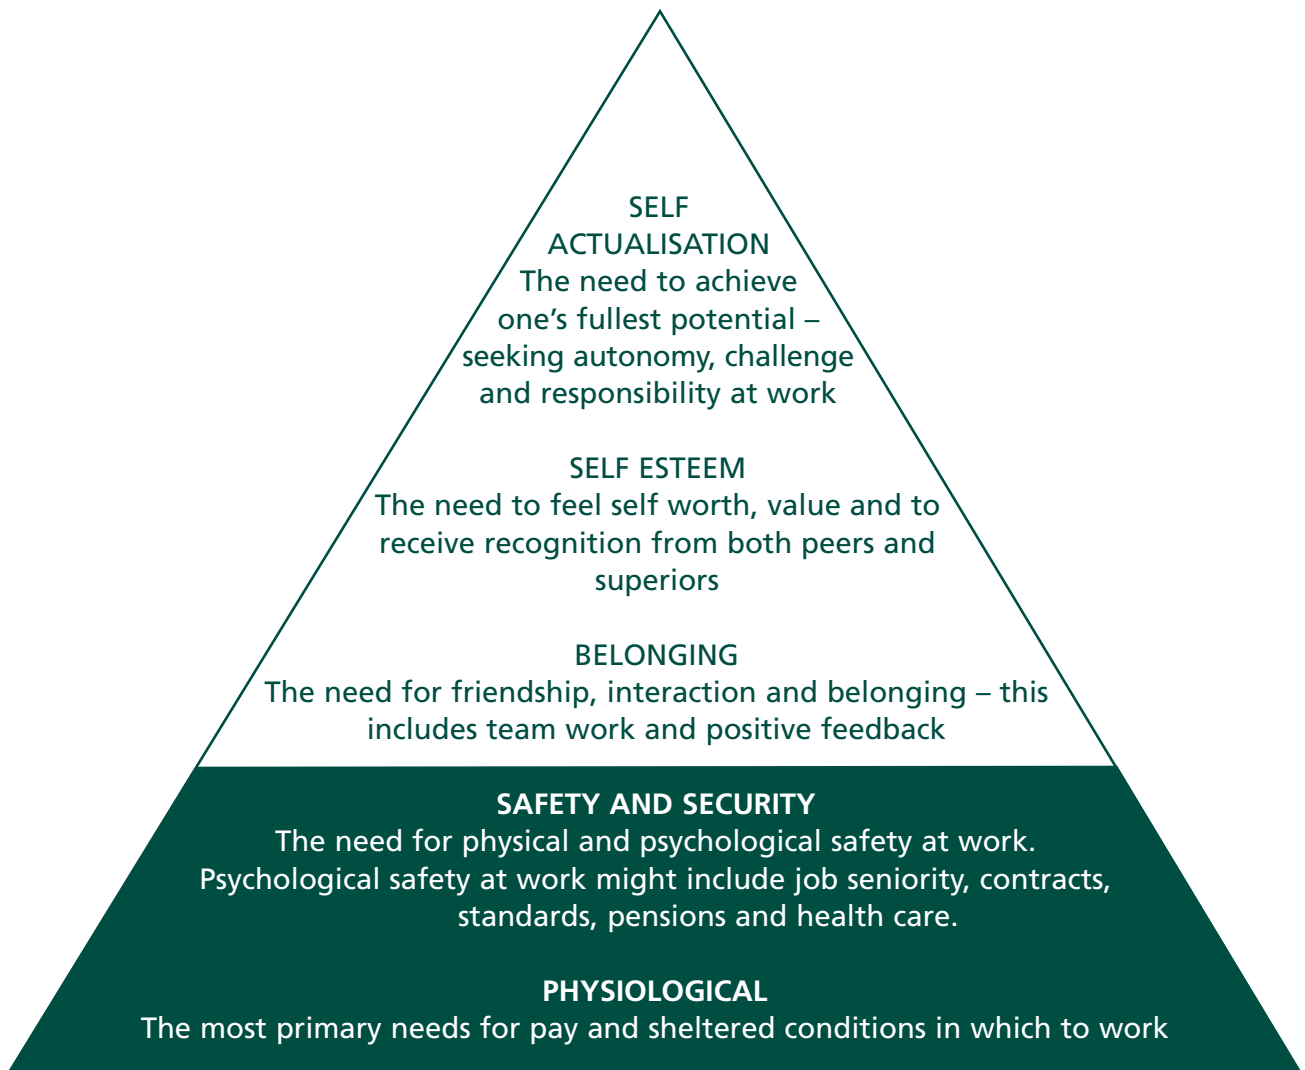 SELF
ACTUALISATION
The need to achieve
one’s fullest potential –
seeking autonomy, challenge
and responsibility at work
SELF ESTEEM
The need to feel self worth, value and to
receive recognition from both peers and
superiors
BELONGING
The need for friendship, interaction and belonging – this
includes team work and positive feedback
SAFETY AND SECURITY
The need for physical and psychological safety at work.
Psychological safety at work might include job seniority, contracts,
standards, pensions and health care.
PHYSIOLOGICAL
The most primary needs for pay and sheltered conditions in which to work